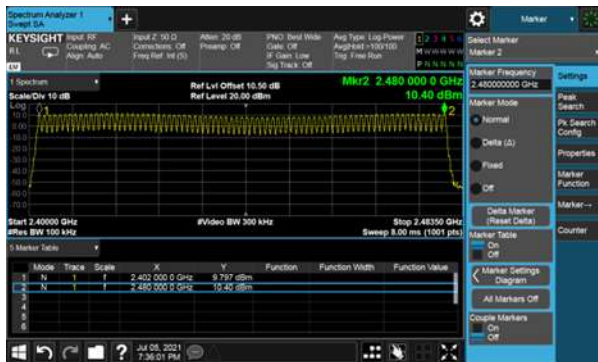 Spectrum Analyzer 1
Swept SA
Marker
KEYSIGHT
Input: RF
Input Z: 50 Ω
Atten: 20 dB
PNO: Best Wide
Avg Type: Log-Power
1 2 3 4 5 6
Select Marker
RL
Coupling: AC
Corrections: Off
Preamp: Off
Gate: Off
Avg|Hold: >100/100
M W W W W W
Marker 2
Align: Auto
Freq Ref: Int (S)
IF Gain: Low
Trig: Free Run
Sig Track: Off
P N N N N N
1 Spectrum
Ref Lvl Offset 10.50 dB
Mkr2 2.480 000 0 GHz
Scale/Div 10 dB
Ref Level 20.00 dBm
10.40 dBm
Log
10.0
0.00
-10.0
-20.0
-30.0
-70.0
1
2
Start 2.40000 GHz
#Video BW 300 kHz
Stop 2.48350 GHz
#Res BW 100 kHz
Sweep 8.00 ms (1001 pts)
5 Marker Table
Mode Trace Scale X Y Function Function Width Function Value
1 N 1 f 2.402 000 0 GHz 9.797 dBm
2 N 1 f 2.480 000 0 GHz 10.40 dBm
3
4
5
6
Jul 05, 2021
7:36:01 PM
Marker Frequency
2.480000000 GHz
Marker Mode
Normal
Delta (Δ)
Fixed
Off
Delta Marker
(Reset Delta)
Marker Table
On
Off
Marker Settings
Diagram
All Markers Off
Couple Markers
On
Off
Settings
Peak
Search
Pk Search
Config
Properties
Marker
Function
Marker→
Counter